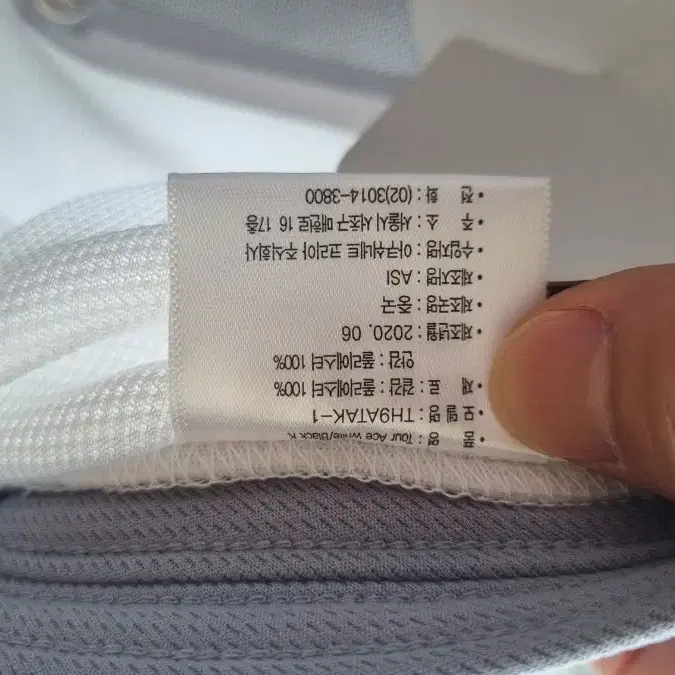 • 품 명 : Tour Ace White/Black K
• 모 델 명 : TH9ATAK-1
• 재 료 : 겉감 : 폴리에스터 100%
안감 : 폴리에스터 100%
• 제조년월 : 2020. 06
• 제조국명 : 중국
• 제조자명 : ASI
• 수입자명 : 아쿠쉬네트 코리아 주식회사
• 주 소 : 서울시 서초구 매헌로 16 17층
• 전 화 : (02)3014-3800